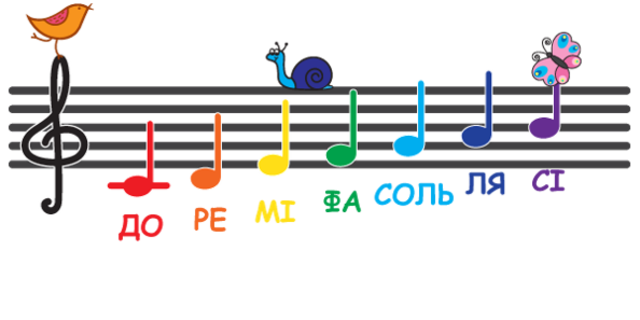 ДО РЕ МІ ФА СОЛЬ ЛЯ СІ